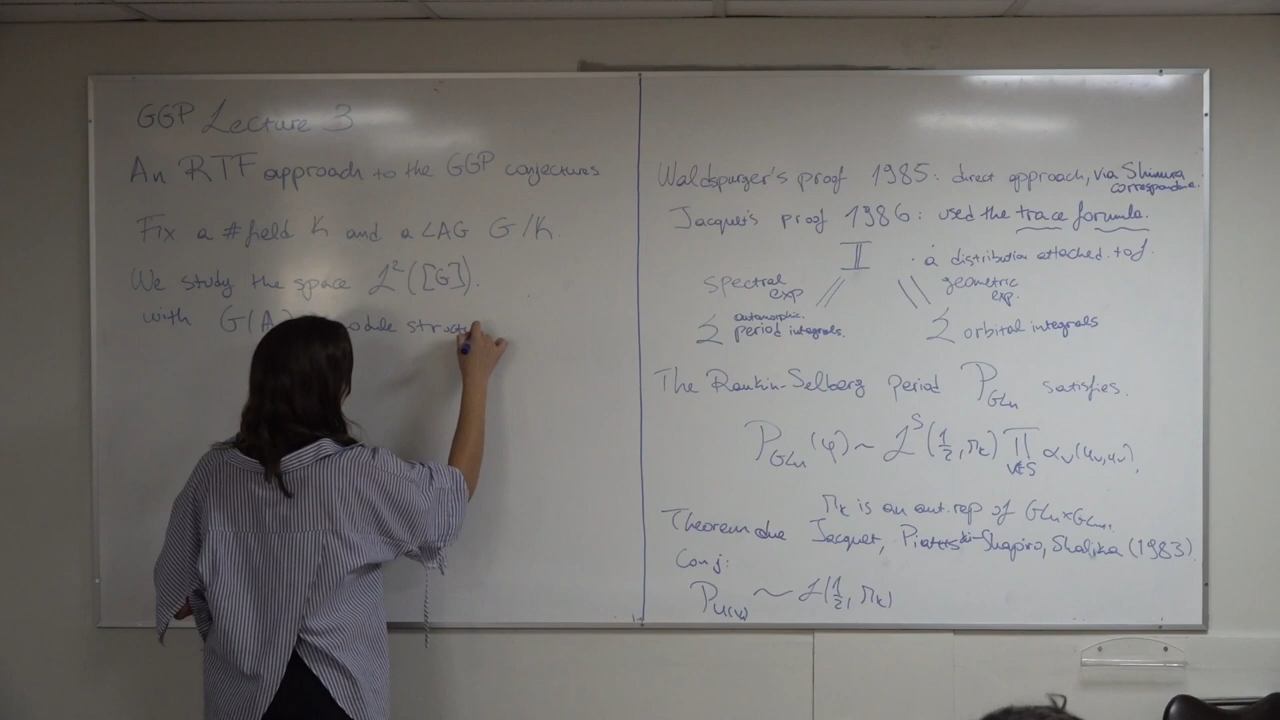 GGP Lecture 3
An RTF approach to the GGP conjectures
Fix a # field K and a LAG G/K.
We study the space L²([G]).
with G(A) module struct
Waldspurger's proof 1985: direct approach, via Shimura
correspondence.
Jacquet's proof 1986: used the trace formula.
I · a distribution attached to f.
spectral exp // \\ geometric exp.
Σ automorphic period integrals. Σ orbital integrals
The Rankin-Selberg period P_GLn satisfies.
P_GLn(φ) ~ L^S(1/2, π_K) ∏_{v∈S} α_v(u_v, u_v),
π_K is an aut. rep of GLn×GLn+1
Theorem due Jacquet, Piatetski-Shapiro, Shalika (1983).
Conj:
P_U(V) ~ L(1/2, π_K)